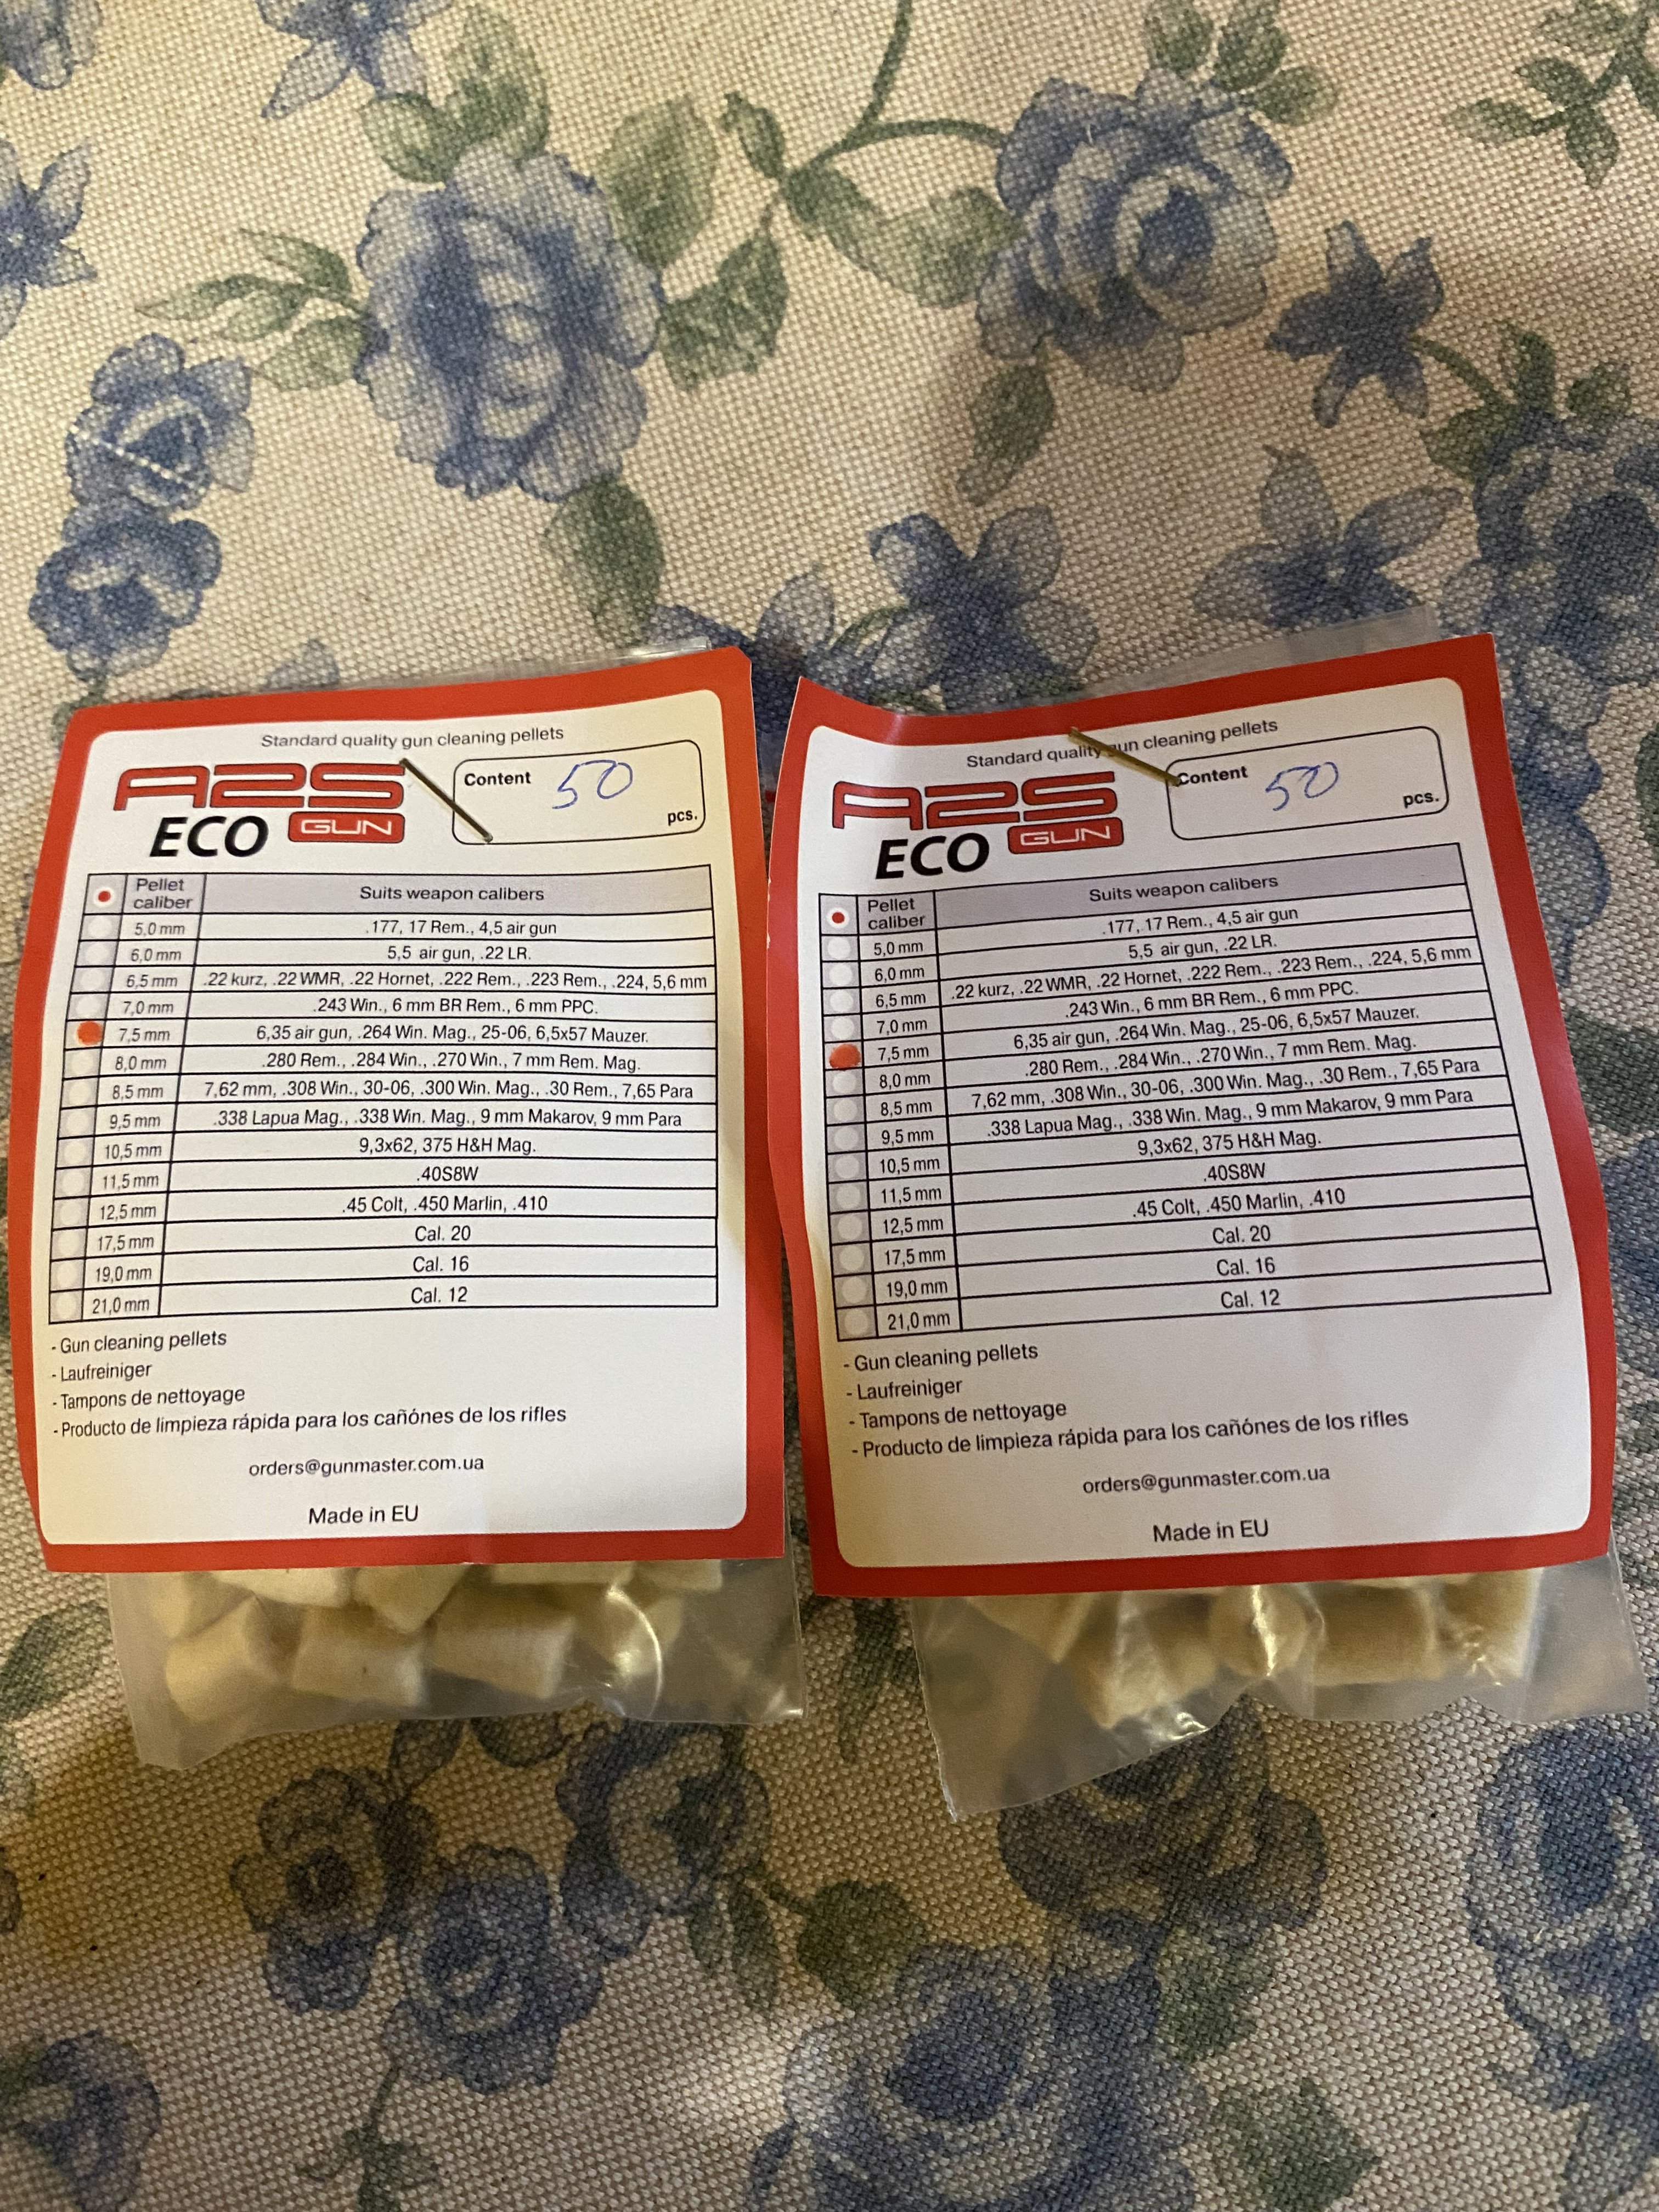 Standard quality gun cleaning pellets
A2S
ECO GUN
Content 50 pcs.
Pellet caliber Suits weapon calibers
5,0 mm .177, 17 Rem., 4,5 air gun
6,0 mm 5,5 air gun, .22 LR.
6,5 mm .22 kurz, .22 WMR, .22 Hornet, .222 Rem., .223 Rem., .224, 5,6 mm
7,0 mm .243 Win., 6 mm BR Rem., 6 mm PPC.
7,5 mm 6,35 air gun, .264 Win. Mag., 25-06, 6,5x57 Mauzer.
8,0 mm .280 Rem., .284 Win., .270 Win., 7 mm Rem. Mag.
8,5 mm 7,62 mm, .308 Win., 30-06, .300 Win. Mag., .30 Rem., 7,65 Para
9,5 mm .338 Lapua Mag., .338 Win. Mag., 9 mm Makarov, 9 mm Para
10,5 mm 9,3x62, 375 H&H Mag.
11,5 mm .40S8W
12,5 mm .45 Colt, .450 Marlin, .410
17,5 mm Cal. 20
19,0 mm Cal. 16
21,0 mm Cal. 12
- Gun cleaning pellets
- Laufreiniger
- Tampons de nettoyage
- Producto de limpieza rápida para los cañónes de los rifles
orders@gunmaster.com.ua
Made in EU
Standard quality gun cleaning pellets
A2S
ECO GUN
Content 50 pcs.
Pellet caliber Suits weapon calibers
5,0 mm .177, 17 Rem., 4,5 air gun
6,0 mm 5,5 air gun, .22 LR.
6,5 mm .22 kurz, .22 WMR, .22 Hornet, .222 Rem., .223 Rem., .224, 5,6 mm
7,0 mm .243 Win., 6 mm BR Rem., 6 mm PPC.
7,5 mm 6,35 air gun, .264 Win. Mag., 25-06, 6,5x57 Mauzer.
8,0 mm .280 Rem., .284 Win., .270 Win., 7 mm Rem. Mag.
8,5 mm 7,62 mm, .308 Win., 30-06, .300 Win. Mag., .30 Rem., 7,65 Para
9,5 mm .338 Lapua Mag., .338 Win. Mag., 9 mm Makarov, 9 mm Para
10,5 mm 9,3x62, 375 H&H Mag.
11,5 mm .40S8W
12,5 mm .45 Colt, .450 Marlin, .410
17,5 mm Cal. 20
19,0 mm Cal. 16
21,0 mm Cal. 12
- Gun cleaning pellets
- Laufreiniger
- Tampons de nettoyage
- Producto de limpieza rápida para los cañónes de los rifles
orders@gunmaster.com.ua
Made in EU